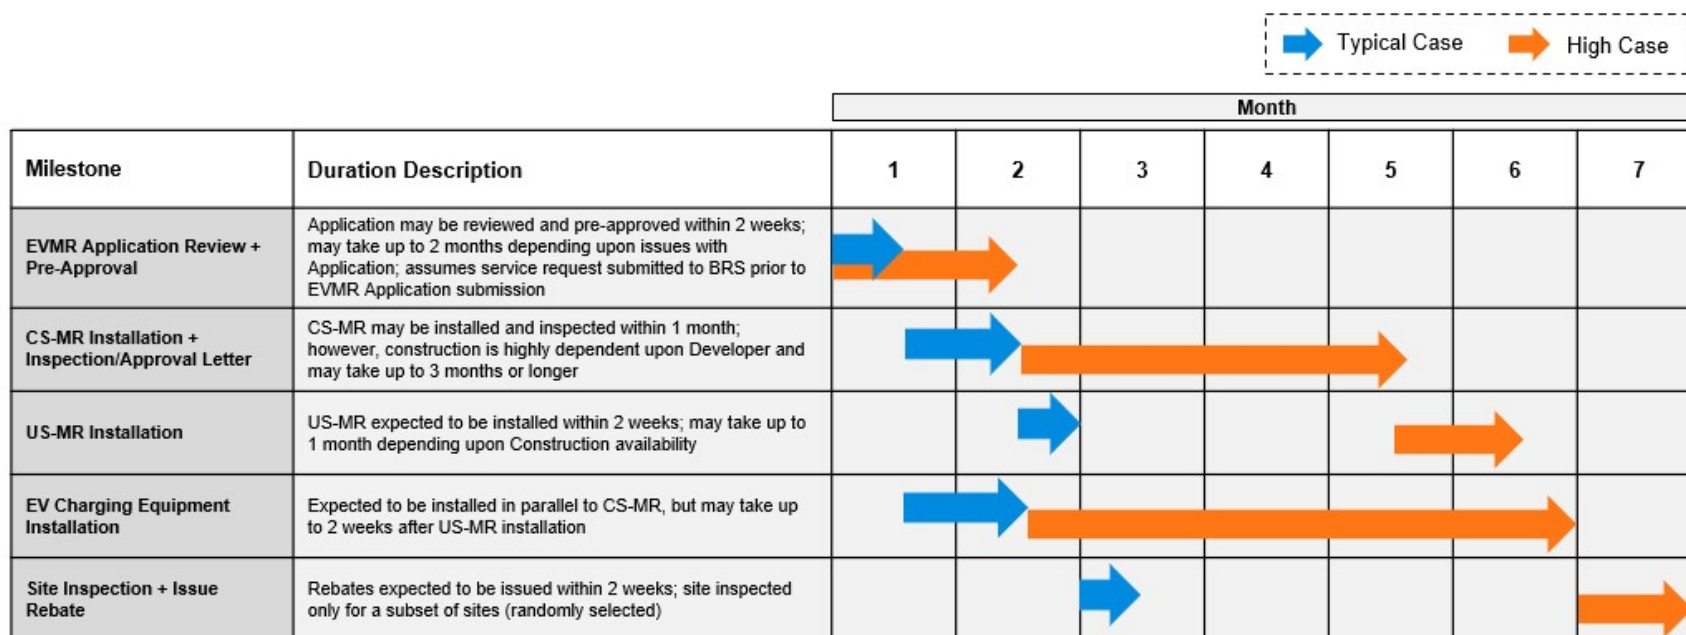 Typical Case
High Case
Month
Milestone
Duration Description
1
2
3
4
5
6
7
EVMR Application Review +
Pre-Approval
Application may be reviewed and pre-approved within 2 weeks;
may take up to 2 months depending upon issues with
Application; assumes service request submitted to BRS prior to
EVMR Application submission
CS-MR Installation +
Inspection/Approval Letter
CS-MR may be installed and inspected within 1 month;
however, construction is highly dependent upon Developer and
may take up to 3 months or longer
US-MR Installation
US-MR expected to be installed within 2 weeks; may take up to
1 month depending upon Construction availability
EV Charging Equipment
Installation
Expected to be installed in parallel to CS-MR, but may take up
to 2 weeks after US-MR installation
Site Inspection + Issue
Rebate
Rebates expected to be issued within 2 weeks; site inspected
only for a subset of sites (randomly selected)